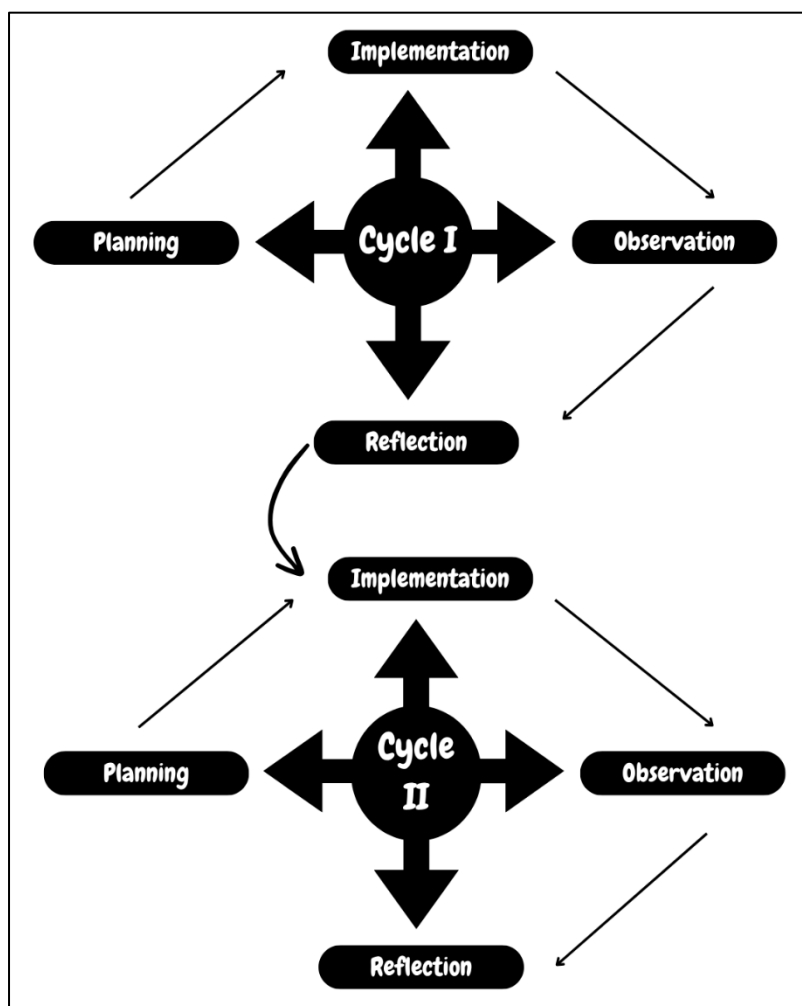 Implementation
Planning
Cycle I
Observation
Reflection
Implementation
Planning
Cycle
II
Observation
Reflection